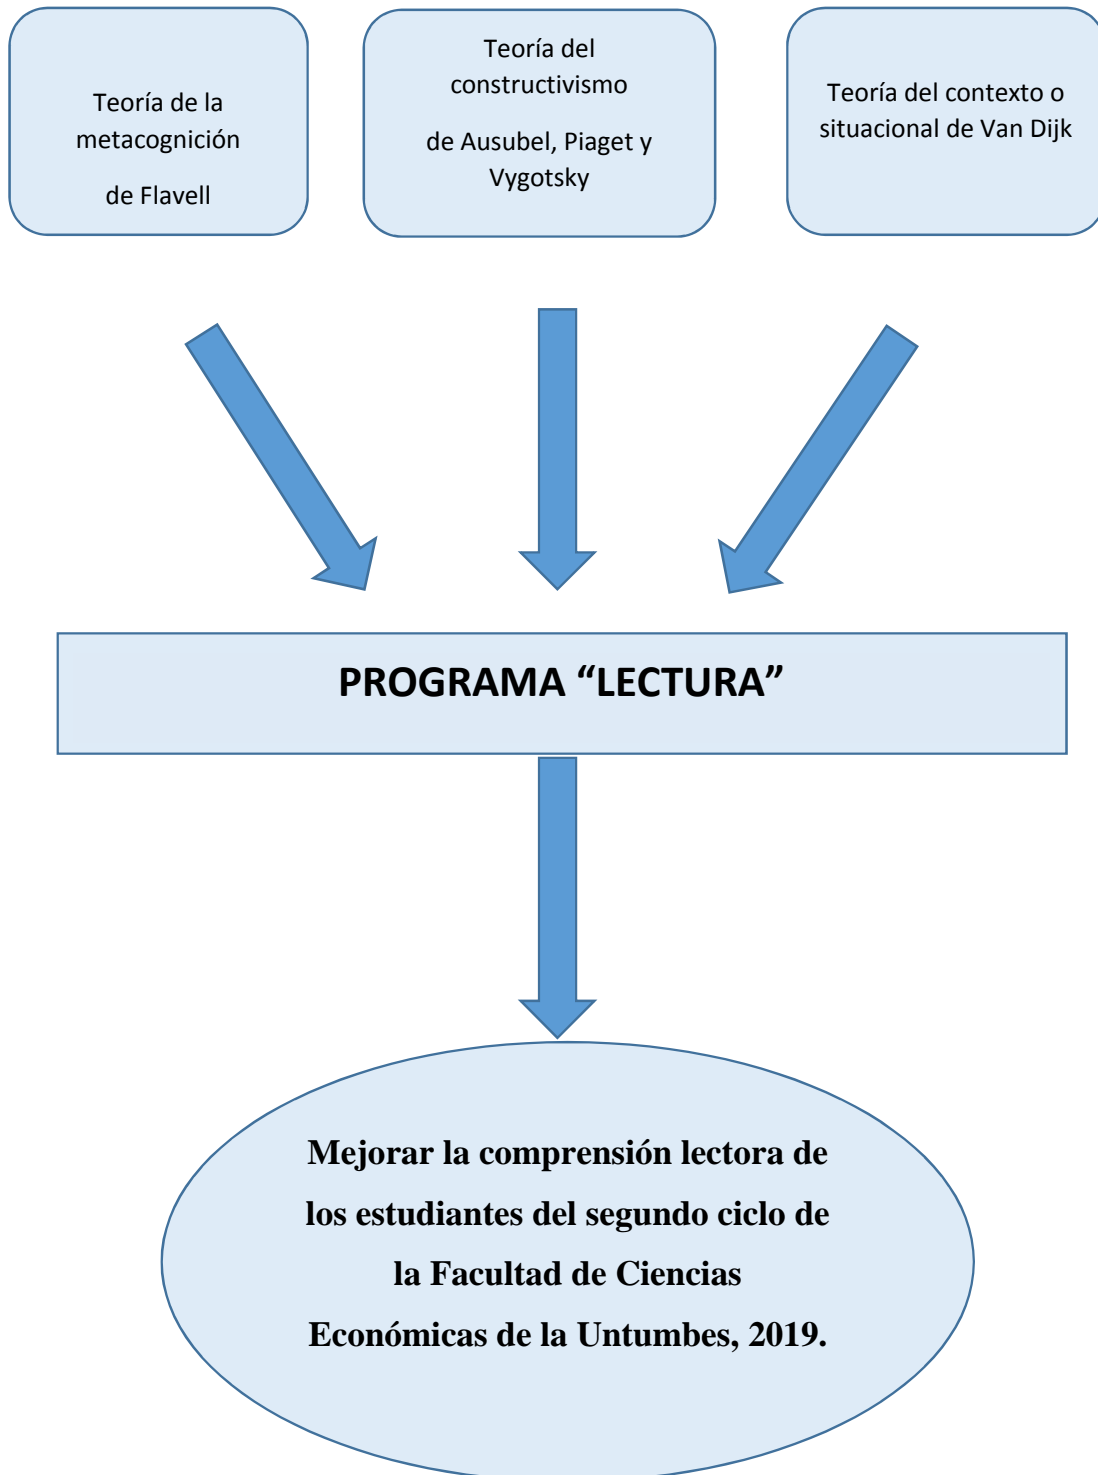 Teoría de la
metacognición
de Flavell
Teoría del
constructivismo
de Ausubel, Piaget y
Vygotsky
Teoría del contexto o
situacional de Van Dijk
PROGRAMA “LECTURA”
Mejorar la comprensión lectora de
los estudiantes del segundo ciclo de
la Facultad de Ciencias
Económicas de la Untumbes, 2019.